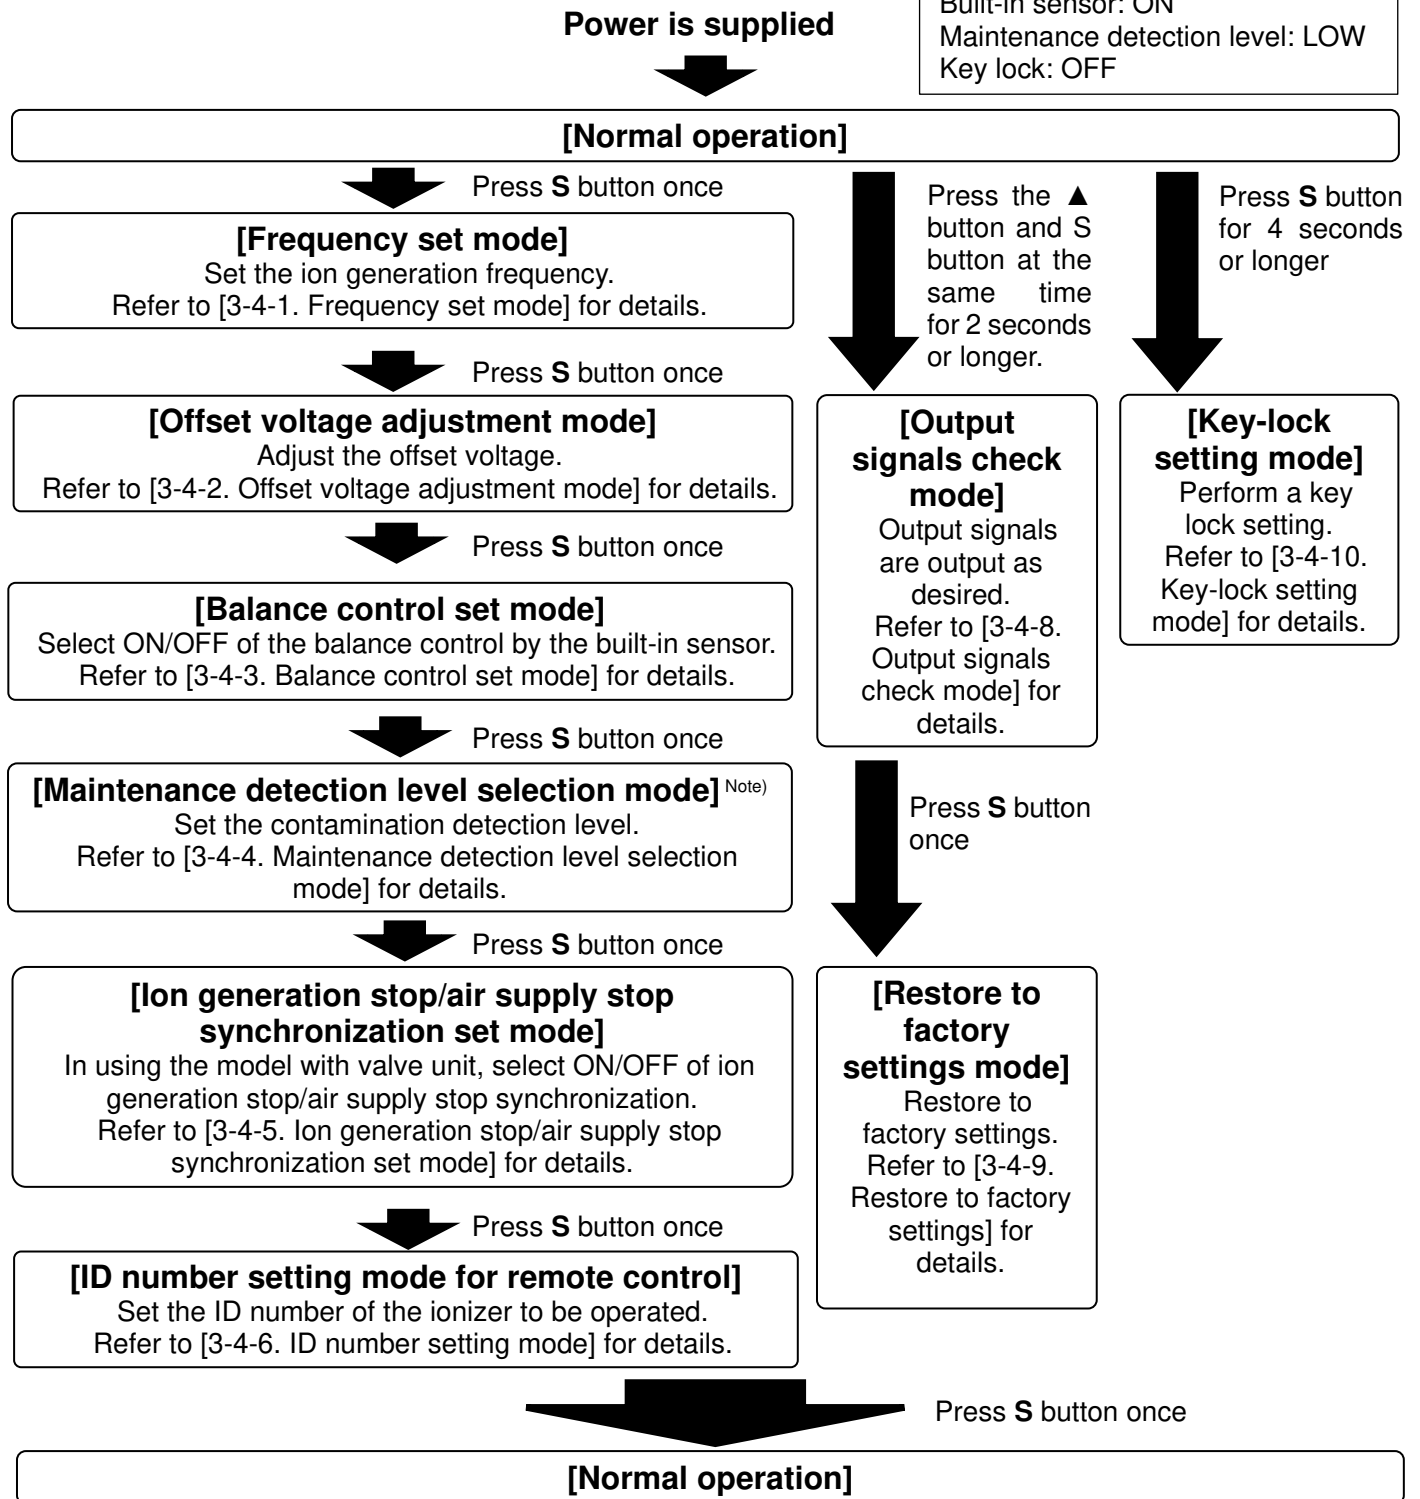 Built-in sensor: ON
Maintenance detection level: LOW
Key lock: OFF
Power is supplied
[Normal operation]
Press S button once
[Frequency set mode]
Set the ion generation frequency.
Refer to [3-4-1. Frequency set mode] for details.
Press S button once
[Offset voltage adjustment mode]
Adjust the offset voltage.
Refer to [3-4-2. Offset voltage adjustment mode] for details.
Press S button once
[Balance control set mode]
Select ON/OFF of the balance control by the built-in sensor.
Refer to [3-4-3. Balance control set mode] for details.
Press S button once
[Maintenance detection level selection mode] Note)
Set the contamination detection level.
Refer to [3-4-4. Maintenance detection level selection
mode] for details.
Press S button once
[Ion generation stop/air supply stop
synchronization set mode]
In using the model with valve unit, select ON/OFF of ion
generation stop/air supply stop synchronization.
Refer to [3-4-5. Ion generation stop/air supply stop
synchronization set mode] for details.
Press S button once
[ID number setting mode for remote control]
Set the ID number of the ionizer to be operated.
Refer to [3-4-6. ID number setting mode] for details.
Press the ▲
button and S
button at the
same time
for 2 seconds
or longer.
[Output
signals check
mode]
Output signals
are output as
desired.
Refer to [3-4-8.
Output signals
check mode] for
details.
Press S button
once
[Restore to
factory
settings mode]
Restore to
factory settings.
Refer to [3-4-9.
Restore to factory
settings] for
details.
Press S button
for 4 seconds
or longer
[Key-lock
setting mode]
Perform a key
lock setting.
Refer to [3-4-10.
Key-lock setting
mode] for details.
Press S button once
[Normal operation]